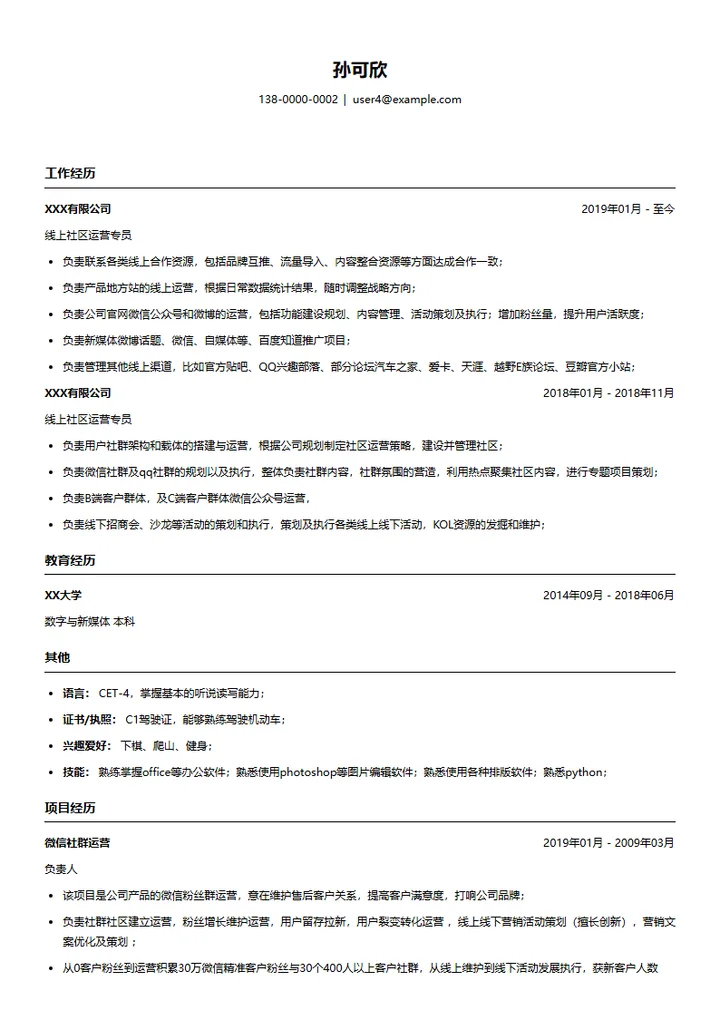 孙可欣
138-0000-0002 | user4@example.com
工作经历
XXX有限公司 2019年01月 - 至今
线上社区运营专员
• 负责联系各类线上合作资源，包括品牌互推、流量导入、内容整合资源等方面达成合作一致；
• 负责产品地方站的线上运营，根据日常数据统计结果，随时调整战略方向；
• 负责公司官网微信公众号和微博的运营，包括功能建设规划、内容管理、活动策划及执行；增加粉丝量，提升用户活跃度；
• 负责新媒体微博话题、微信、自媒体等、百度知道推广项目；
• 负责管理其他线上渠道，比如官方贴吧、QQ兴趣部落、部分论坛汽车之家、爱卡、天涯、越野E族论坛、豆瓣官方小站；
XXX有限公司 2018年01月 - 2018年11月
线上社区运营专员
• 负责用户社群架构和载体的搭建与运营，根据公司规划制定社区运营策略，建设并管理社区；
• 负责微信社群及qq社群的规划以及执行，整体负责社群内容，社群氛围的营造，利用热点聚集社区内容，进行专题项目策划；
• 负责B端客户群体，及C端客户群体微信公众号运营，
• 负责线下招商会、沙龙等活动的策划和执行，策划及执行各类线上线下活动，KOL资源的发掘和维护；
教育经历
XX大学 2014年09月 - 2018年06月
数字与新媒体 本科
其他
• 语言： CET-4，掌握基本的听说读写能力；
• 证书/执照： C1驾驶证，能够熟练驾驶机动车；
• 兴趣爱好： 下棋、爬山、健身；
• 技能： 熟练掌握office等办公软件；熟悉使用photoshop等图片编辑软件；熟悉使用各种排版软件；熟悉python；
项目经历
微信社群运营 2019年01月 - 2009年03月
负责人
• 该项目是公司产品的微信粉丝群运营，意在维护售后客户关系，提高客户满意度，打响公司品牌；
• 负责社群社区建立运营，粉丝增长维护运营，用户留存拉新，用户裂变转化运营 ，线上线下营销活动策划（擅长创新），营销文
案优化及策划 ；
• 从0客户粉丝到运营积累30万微信精准客户粉丝与30个400人以上客户社群，从线上维护到线下活动发展执行，获新客户人数